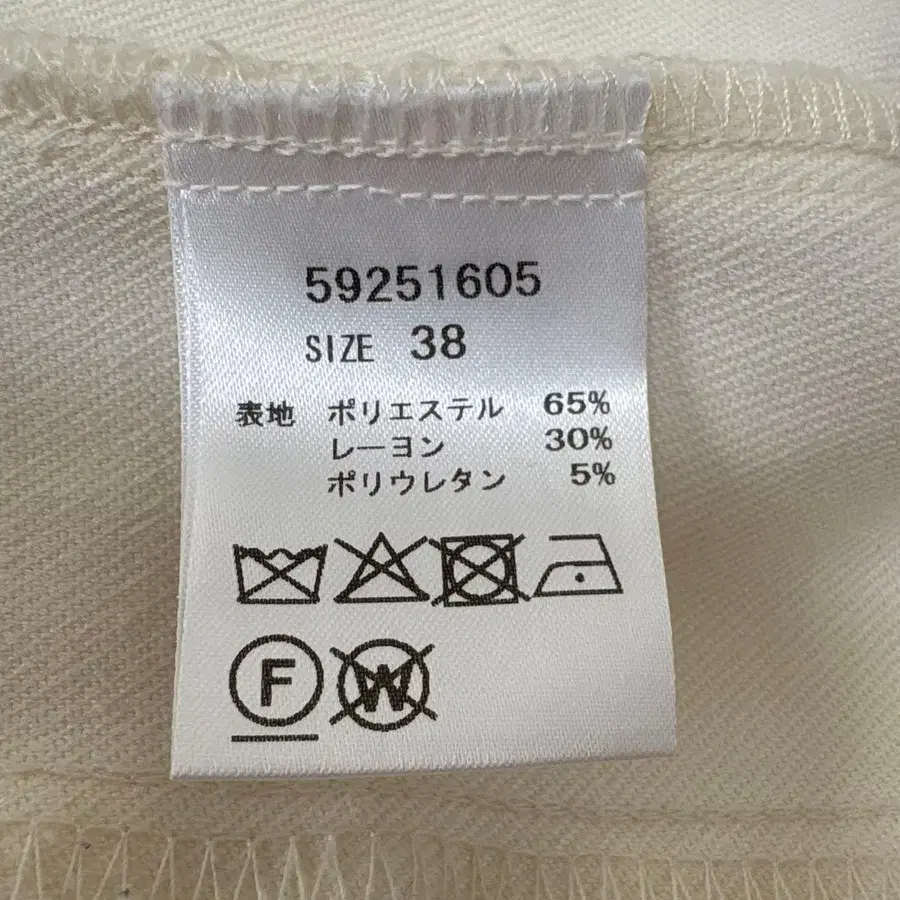 59251605
SIZE 38
表地 ポリエステル 65%
レーヨン 30%
ポリウレタン 5%
F W